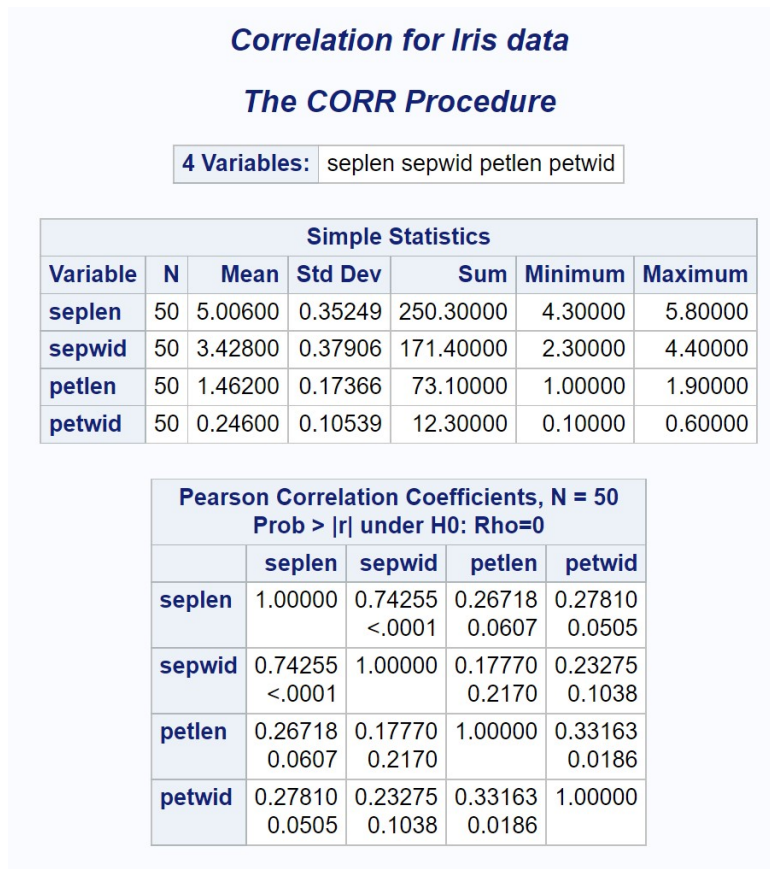 Correlation for Iris data
The CORR Procedure
4 Variables: seplen sepwid petlen petwid
Simple Statistics
Variable N Mean Std Dev Sum Minimum Maximum
seplen 50 5.00600 0.35249 250.30000 4.30000 5.80000
sepwid 50 3.42800 0.37906 171.40000 2.30000 4.40000
petlen 50 1.46200 0.17366 73.10000 1.00000 1.90000
petwid 50 0.24600 0.10539 12.30000 0.10000 0.60000
Pearson Correlation Coefficients, N = 50
Prob > |r| under H0: Rho=0
seplen sepwid petlen petwid
seplen 1.00000 0.74255 0.26718 0.27810
<.0001 0.0607 0.0505
sepwid 0.74255 1.00000 0.17770 0.23275
<.0001 0.2170 0.1038
petlen 0.26718 0.17770 1.00000 0.33163
0.0607 0.2170 0.0186
petwid 0.27810 0.23275 0.33163 1.00000
0.0505 0.1038 0.0186